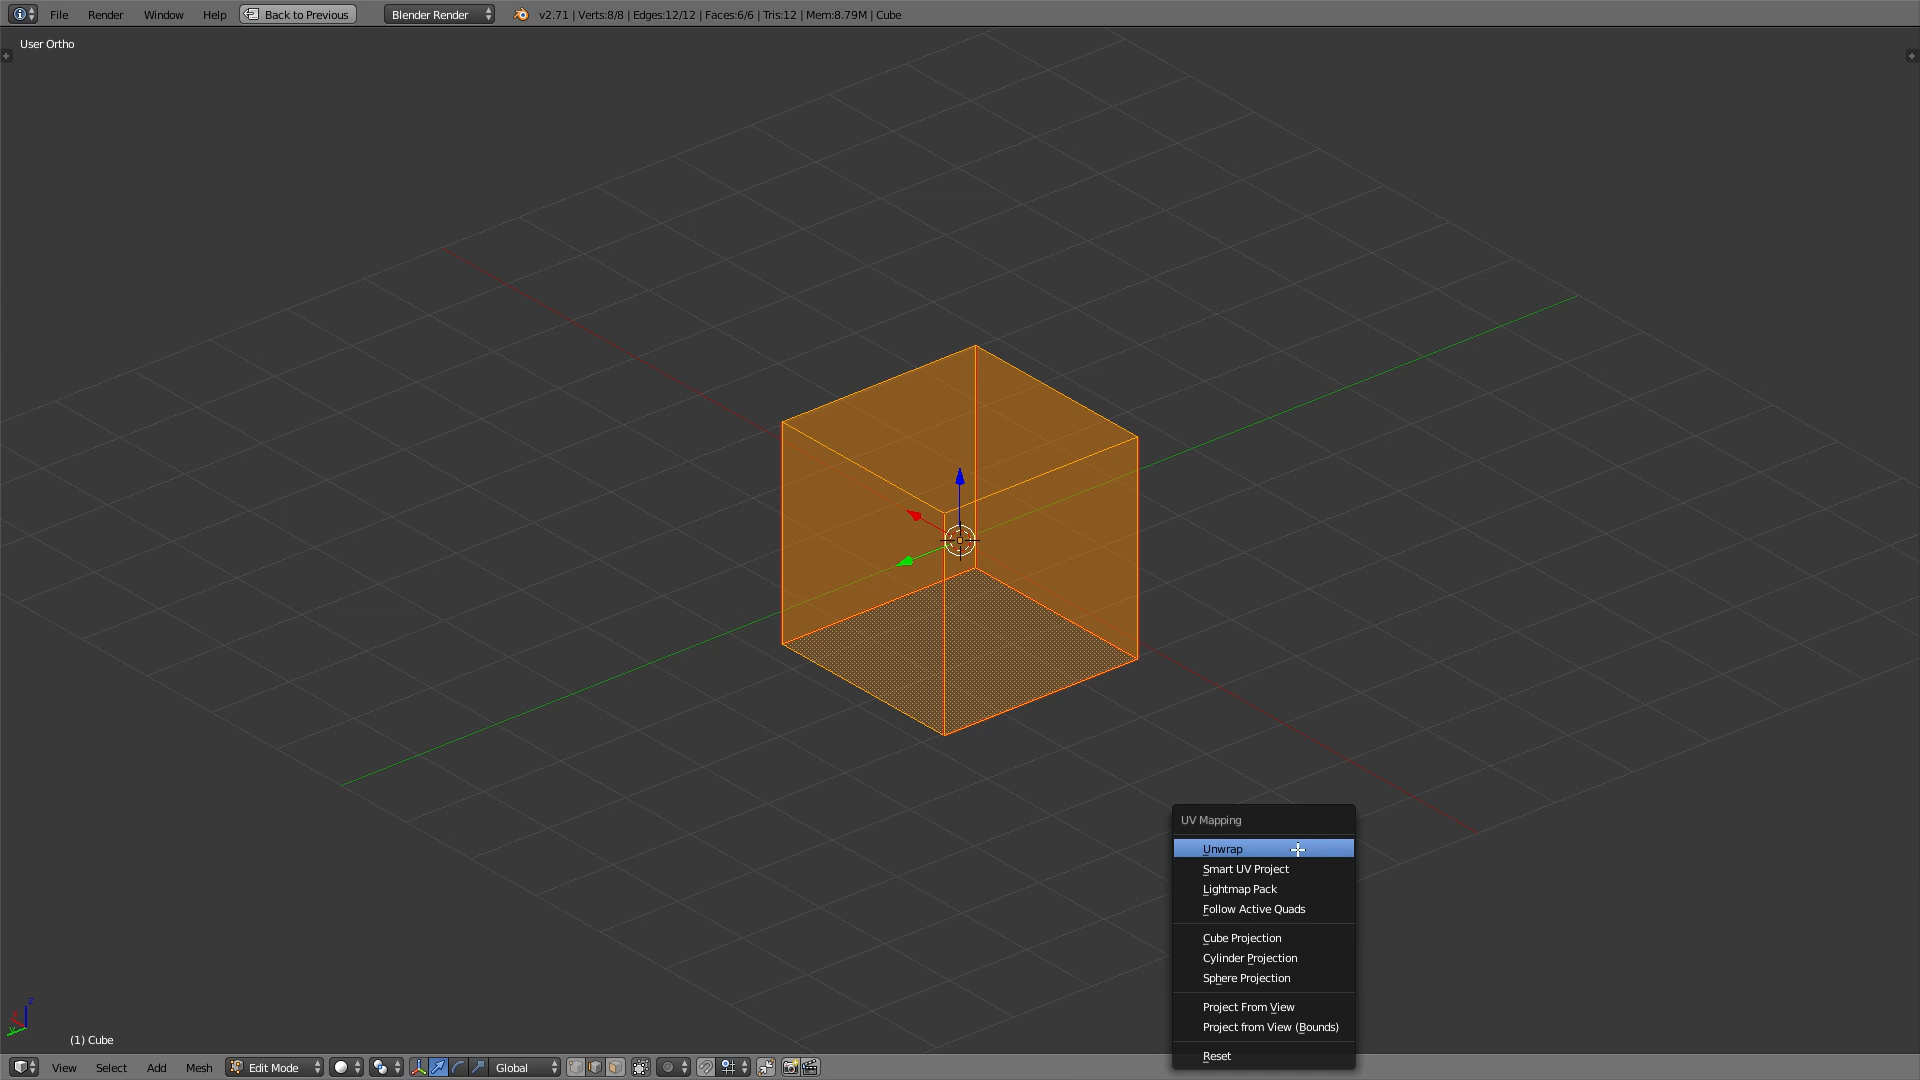 File Render Window Help Back to Previous Blender Render v2.71 | Verts:8/8 | Edges:12/12 | Faces:6/6 | Tris:12 | Mem:8.79M | Cube
User Ortho
UV Mapping
Unwrap
Smart UV Project
Lightmap Pack
Follow Active Quads
Cube Projection
Cylinder Projection
Sphere Projection
Project From View
Project from View (Bounds)
Reset
z
(1) Cube
View Select Add Mesh Edit Mode Global